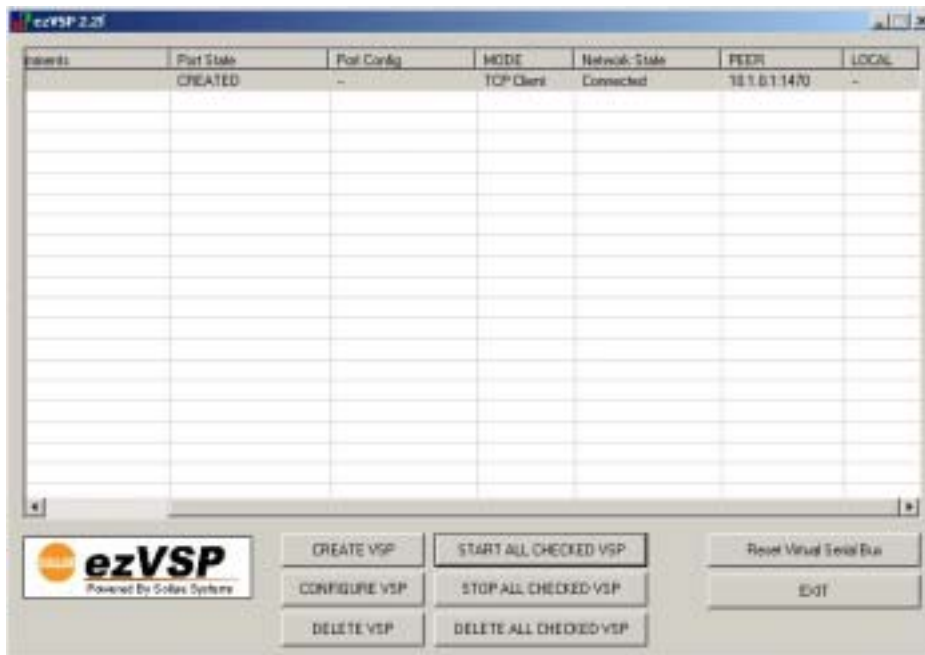 ezVSP 2.2f
Port State Port Config MODE Network State PEER LOCAL
CREATED - TCP Client Connected 10.1.0.1:1470 -
ezVSP
Powered By Sollae Systems
CREATE VSP START ALL CHECKED VSP Reset Virtual Serial Bus
CONFIGURE VSP STOP ALL CHECKED VSP EXIT
DELETE VSP DELETE ALL CHECKED VSP